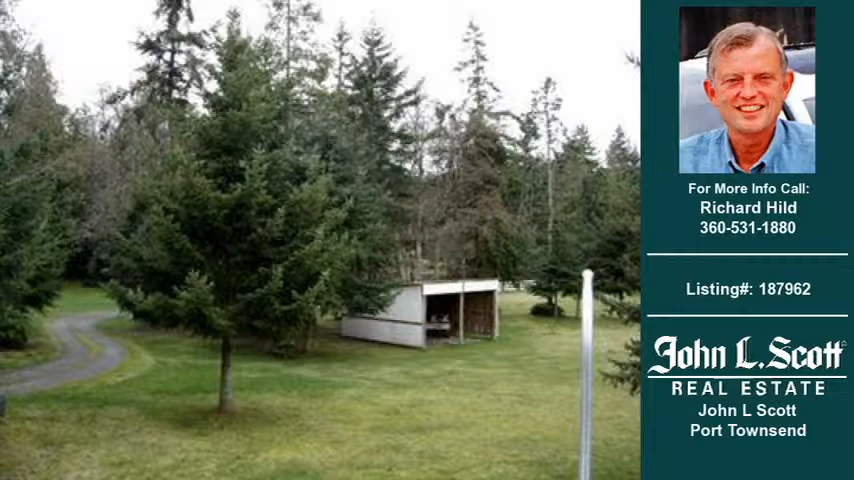 For More Info Call:
Richard Hild
360-531-1880
Listing#: 187962
John L. Scott
REAL ESTATE
John L Scott
Port Townsend